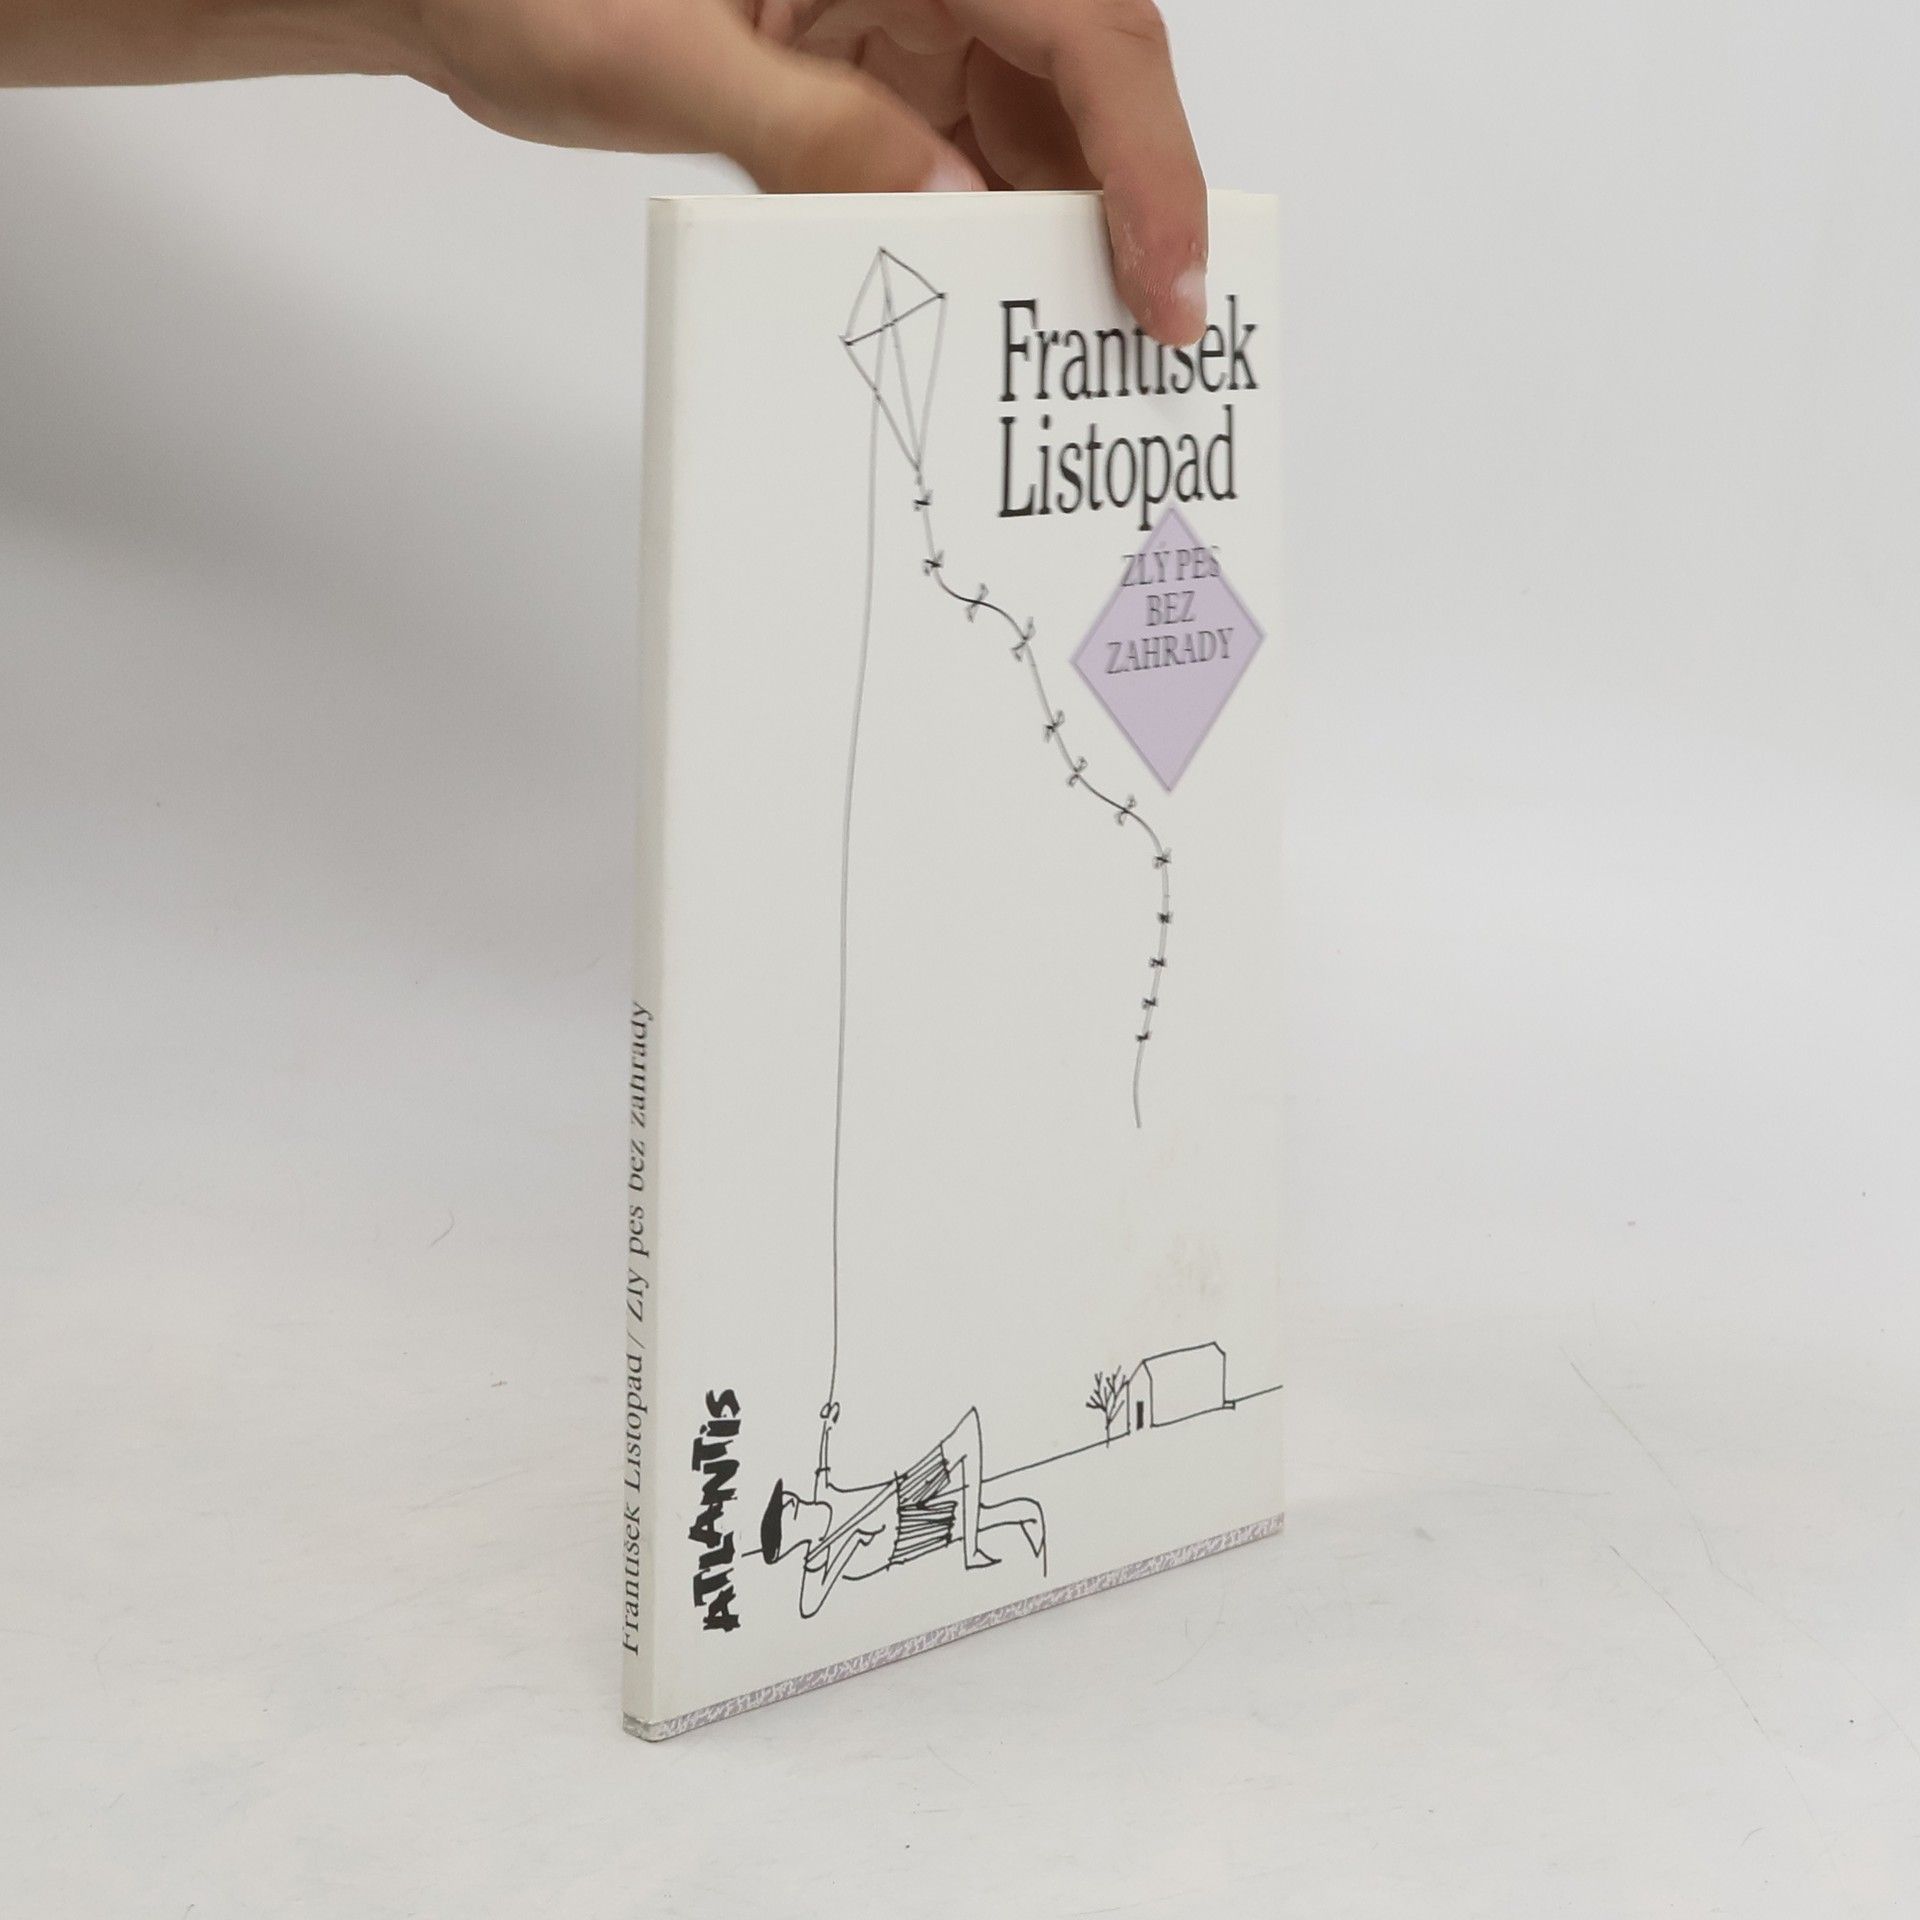 František
Listopad
ZLÝ PES
BEZ
ZAHRADY
ATLANTIS
František Listopad / Zlý pes bez zahrady